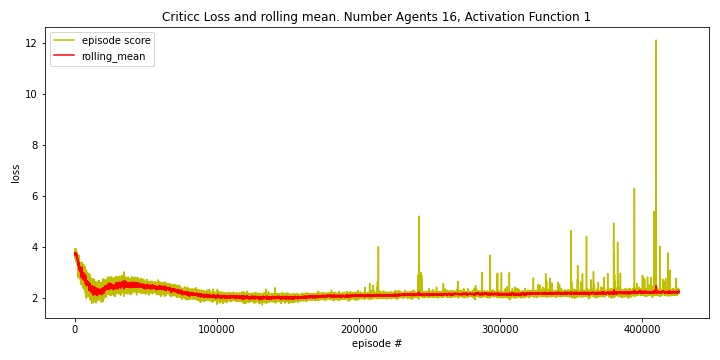 Criticc Loss and rolling mean. Number Agents 16, Activation Function 1
episode score
rolling_mean
12
10
8
6
4
2
loss
0
100000
200000
300000
400000
episode #